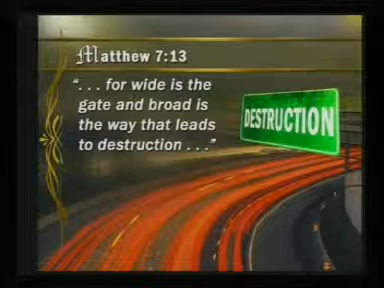 Matthew 7:13
". . . for wide is the
gate and broad is
the way that leads
to destruction . . ."
DESTRUCTION